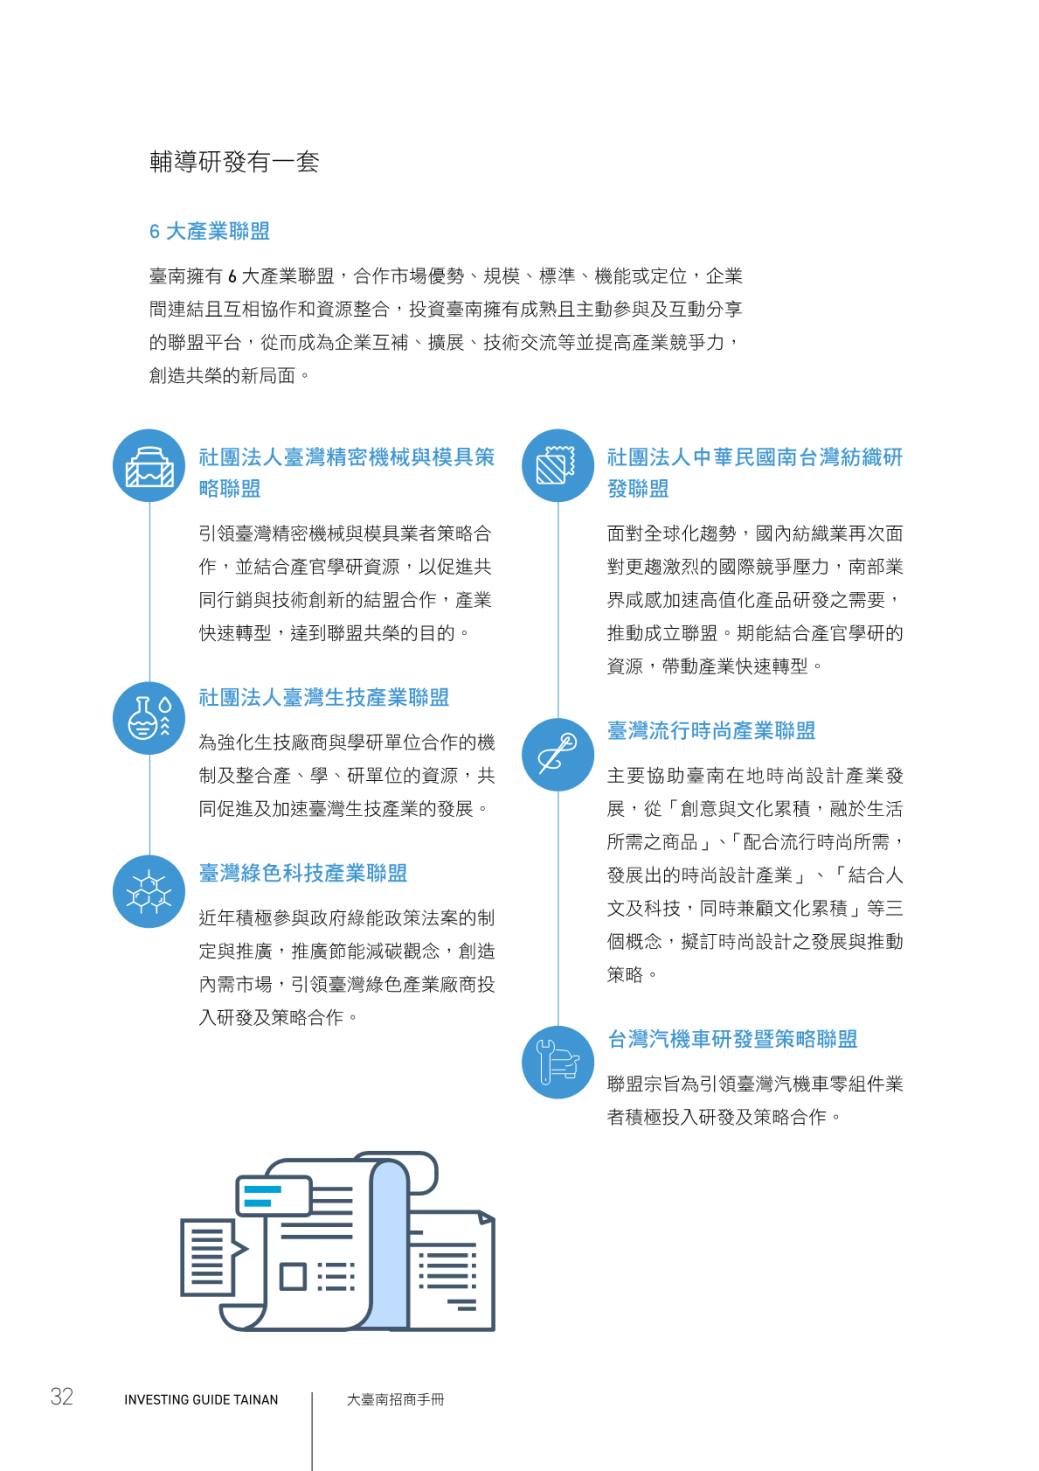 輔導研發有一套
6 大產業聯盟
臺南擁有 6 大產業聯盟，合作市場優勢、規模、標準、機能或定位，企業
間連結且互相協作和資源整合，投資臺南擁有成熟且主動參與及互動分享
的聯盟平台，從而成為企業互補、擴展、技術交流等並提高產業競爭力，
創造共榮的新局面。
社團法人臺灣精密機械與模具策
略聯盟
引領臺灣精密機械與模具業者策略合
作，並結合產官學研資源，以促進共
同行銷與技術創新的結盟合作，產業
快速轉型，達到聯盟共榮的目的。
社團法人臺灣生技產業聯盟
為強化生技廠商與學研單位合作的機
制及整合產、學、研單位的資源，共
同促進及加速臺灣生技產業的發展。
臺灣綠色科技產業聯盟
近年積極參與政府綠能政策法案的制
定與推廣，推廣節能減碳觀念，創造
內需市場，引領臺灣綠色產業廠商投
入研發及策略合作。
社團法人中華民國南台灣紡織研
發聯盟
面對全球化趨勢，國內紡織業再次面
對更趨激烈的國際競爭壓力，南部業
界咸感加速高值化產品研發之需要，
推動成立聯盟。期能結合產官學研的
資源，帶動產業快速轉型。
臺灣流行時尚產業聯盟
主要協助臺南在地時尚設計產業發
展，從「創意與文化累積，融於生活
所需之商品」、「配合流行時尚所需，
發展出的時尚設計產業」、「結合人
文及科技，同時兼顧文化累積」等三
個概念，擬訂時尚設計之發展與推動
策略。
台灣汽機車研發暨策略聯盟
聯盟宗旨為引領臺灣汽機車零組件業
者積極投入研發及策略合作。
32
INVESTING GUIDE TAINAN
大臺南招商手冊